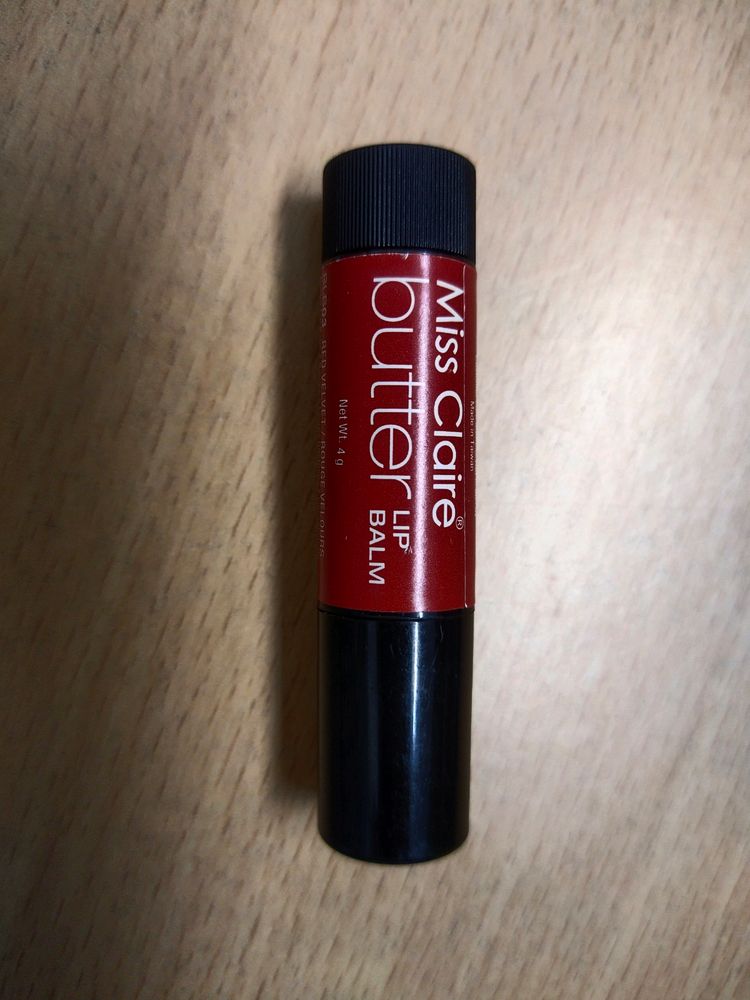 Made in Taiwan
Miss Claire®
butter LIP BALM
Net Wt. 4 g
RED VELVET / ROUGE VELOURS